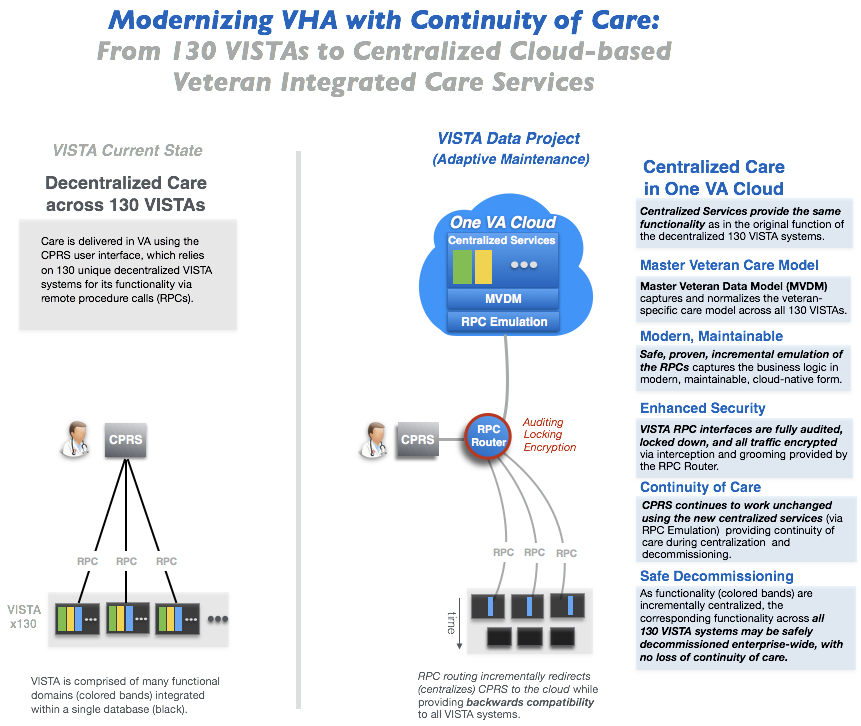 Modernizing VHA with Continuity of Care:
From 130 VISTAs to Centralized Cloud-based
Veteran Integrated Care Services
VISTA Current State
Decentralized Care
across 130 VISTAs
Care is delivered in VA using the
CPRS user interface, which relies
on 130 unique decentralized VISTA
systems for its functionality via
remote procedure calls (RPCs).
CPRS
RPC
RPC
RPC
VISTA
x130
VISTA is comprised of many functional
domains (colored bands) integrated
within a single database (black).
VISTA Data Project
(Adaptive Maintenance)
One VA Cloud
Centralized Services
MVDM
RPC Emulation
CPRS
RPC
Router
Auditing
Locking
Encryption
RPC
RPC
RPC
time
RPC routing incrementally redirects
(centralizes) CPRS to the cloud while
providing backwards compatibility
to all VISTA systems.
Centralized Care
in One VA Cloud
Centralized Services provide the same
functionality as in the original function of
the decentralized 130 VISTA systems.
Master Veteran Care Model
Master Veteran Data Model (MVDM)
captures and normalizes the veteran-
specific care model across all 130 VISTAs.
Modern, Maintainable
Safe, proven, incremental emulation of
the RPCs captures the business logic in
modern, maintainable, cloud-native form.
Enhanced Security
VISTA RPC interfaces are fully audited,
locked down, and all traffic encrypted
via interception and grooming provided by
the RPC Router.
Continuity of Care
CPRS continues to work unchanged
using the new centralized services (via
RPC Emulation) providing continuity of
care during centralization and
decommissioning.
Safe Decommissioning
As functionality (colored bands) are
incrementally centralized, the
corresponding functionality across all
130 VISTA systems may be safely
decommissioned enterprise-wide, with
no loss of continuity of care.